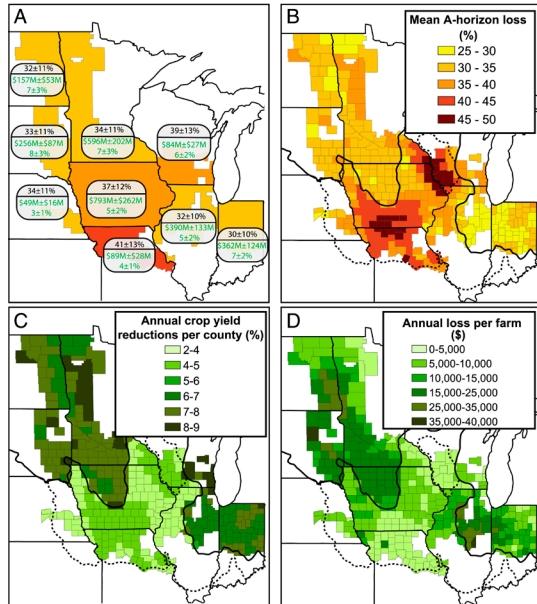 A
32±11%
$157M±$53M
7±3%
33±11%
$256M±$87M
8±3%
34±11%
$596M±202M
7±3%
39±13%
$84M±$27M
6±2%
34±11%
$49M±$16M
3±1%
37±12%
$793M±$262M
5±2%
32±10%
$390M±133M
5±2%
30±10%
$362M±124M
7±2%
41±13%
$89M±$28M
4±1%
B
Mean A-horizon loss
(%)
25 - 30
30 - 35
35 - 40
40 - 45
45 - 50
C
Annual crop yield
reductions per county (%)
2-4
4-5
5-6
6-7
7-8
8-9
D
Annual loss per farm
($)
0-5,000
5,000-10,000
10,000-15,000
15,000-25,000
25,000-35,000
35,000-40,000